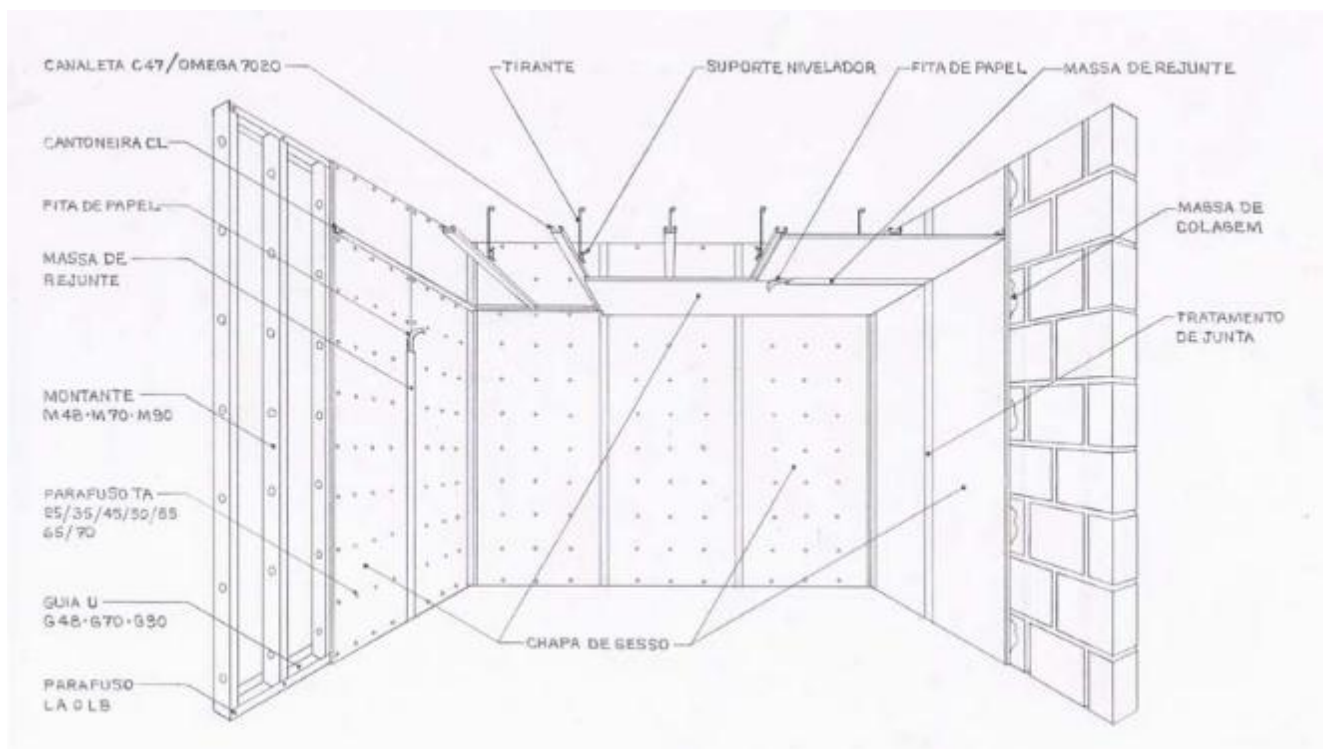 CANALETA C47/OMEGA 7020
TIRANTE
SUPORTE NIVELADOR
FITA DE PAPEL
MASSA DE REJUNTE
CANTONEIRA CL
FITA DE PAPEL
MASSA DE
REJUNTE
MONTANTE
M48·M70·M90
PARAFUSO TA
25/35/45/50/55
65/70
GUIA U
G48·G70·G90
PARAFUSO
LA O LB
MASSA DE
COLAGEM
TRATAMENTO
DE JUNTA
CHAPA DE GESSO